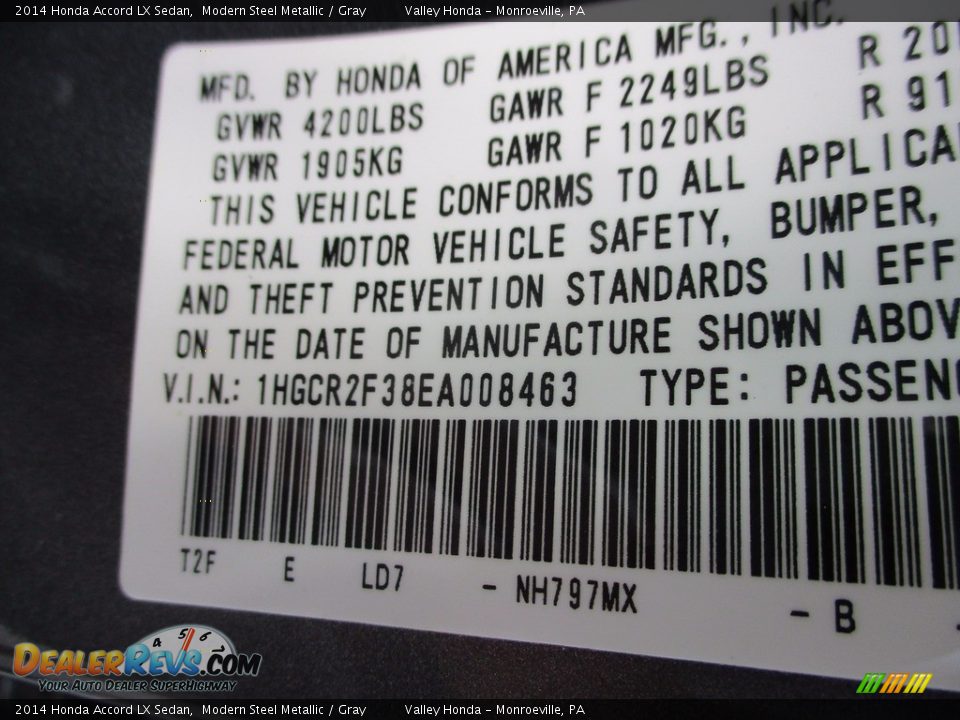 2014 Honda Accord LX Sedan, Modern Steel Metallic / Gray Valley Honda - Monroeville, PA
MFD. BY HONDA OF AMERICA MFG., INC.
GVWR 4200LBS GAWR F 2249LBS R 20
GVWR 1905KG GAWR F 1020KG R 91
THIS VEHICLE CONFORMS TO ALL APPLICA
FEDERAL MOTOR VEHICLE SAFETY, BUMPER,
AND THEFT PREVENTION STANDARDS IN EFF
ON THE DATE OF MANUFACTURE SHOWN ABOV
V.I.N.: 1HGCR2F38EA008463 TYPE: PASSEN
T2F E LD7 - NH797MX - B
4 5 6
DEALERREVS.COM
YOUR AUTO DEALER SUPERHIGHWAY
2014 Honda Accord LX Sedan, Modern Steel Metallic / Gray Valley Honda - Monroeville, PA